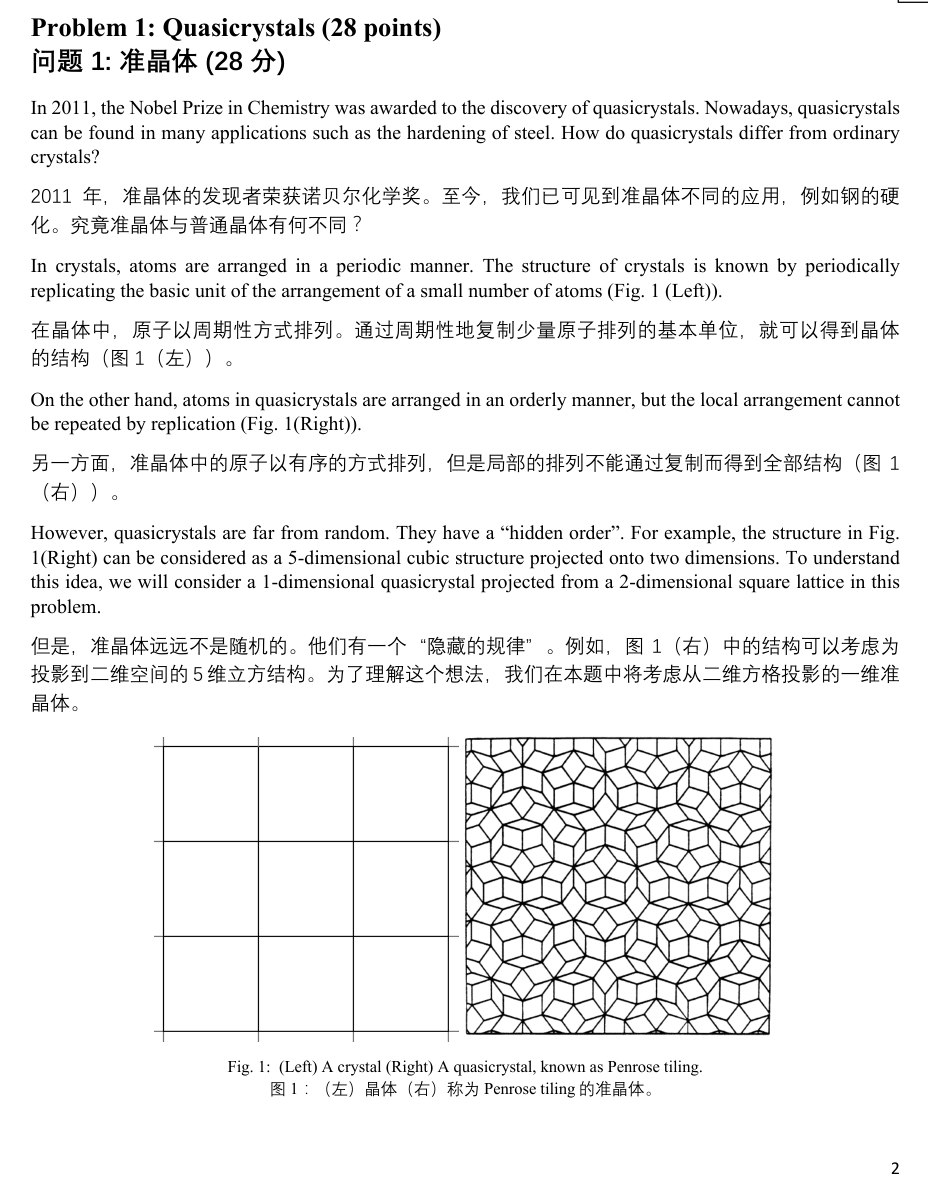 Problem 1: Quasicrystals (28 points)
问题 1: 准晶体 (28 分)
In 2011, the Nobel Prize in Chemistry was awarded to the discovery of quasicrystals. Nowadays, quasicrystals
can be found in many applications such as the hardening of steel. How do quasicrystals differ from ordinary
crystals?
2011 年，准晶体的发现者荣获诺贝尔化学奖。至今，我们已可见到准晶体不同的应用，例如钢的硬
化。究竟准晶体与普通晶体有何不同？
In crystals, atoms are arranged in a periodic manner. The structure of crystals is known by periodically
replicating the basic unit of the arrangement of a small number of atoms (Fig. 1 (Left)).
在晶体中，原子以周期性方式排列。通过周期性地复制少量原子排列的基本单位，就可以得到晶体
的结构（图 1（左））。
On the other hand, atoms in quasicrystals are arranged in an orderly manner, but the local arrangement cannot
be repeated by replication (Fig. 1(Right)).
另一方面，准晶体中的原子以有序的方式排列，但是局部的排列不能通过复制而得到全部结构（图 1
（右））。
However, quasicrystals are far from random. They have a “hidden order”. For example, the structure in Fig.
1(Right) can be considered as a 5-dimensional cubic structure projected onto two dimensions. To understand
this idea, we will consider a 1-dimensional quasicrystal projected from a 2-dimensional square lattice in this
problem.
但是，准晶体远远不是随机的。他们有一个“隐藏的规律”。例如，图 1（右）中的结构可以考虑为
投影到二维空间的 5 维立方结构。为了理解这个想法，我们在本题中将考虑从二维方格投影的一维准
晶体。
Fig. 1: (Left) A crystal (Right) A quasicrystal, known as Penrose tiling.
图 1：（左）晶体（右）称为 Penrose tiling 的准晶体。
2